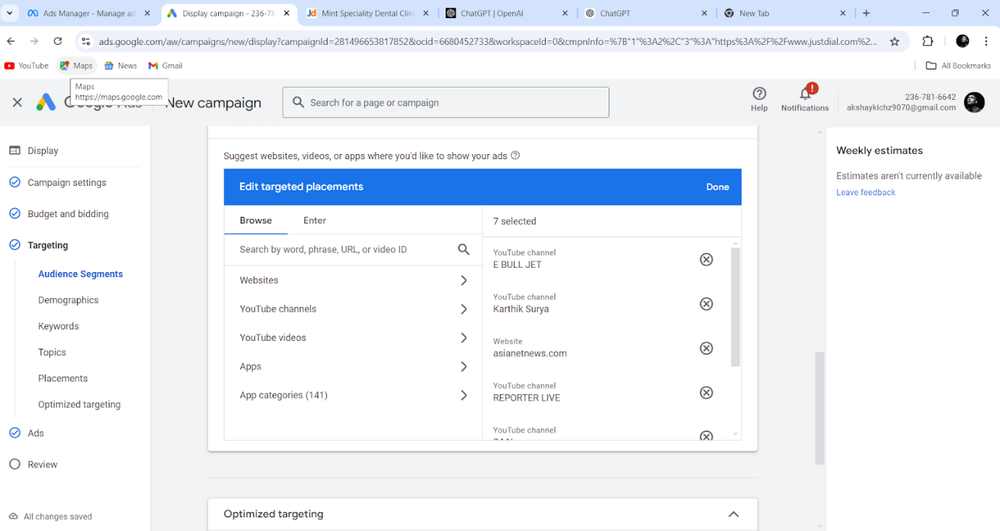 Ads Manager - Manage ad
Display campaign - 236-78
Jd Mint Speciality Dental Clini
ChatGPT | OpenAI
ChatGPT
New Tab
ads.google.com/aw/campaigns/new/display?campaignId=281496653817852&ocid=6680452733&workspaceId=0&cmpnInfo=%7B"1"%3A2%2C"3"%3A"https%3A%2F%2Fwww.justdial.com%2...
YouTube
Maps
News
Gmail
All Bookmarks
Maps
https://maps.google.com
Google Ads
New campaign
Search for a page or campaign
Help
Notifications
236-781-6642
akshaykichz9070@gmail.com
Display
Campaign settings
Budget and bidding
Targeting
Audience Segments
Demographics
Keywords
Topics
Placements
Optimized targeting
Ads
Review
All changes saved
Suggest websites, videos, or apps where you'd like to show your ads
Edit targeted placements
Done
Browse
Enter
Search by word, phrase, URL, or video ID
Websites
YouTube channels
YouTube videos
Apps
App categories (141)
7 selected
YouTube channel
E BULL JET
YouTube channel
Karthik Surya
Website
asianetnews.com
YouTube channel
REPORTER LIVE
YouTube channel
Optimized targeting
Weekly estimates
Estimates aren't currently available
Leave feedback